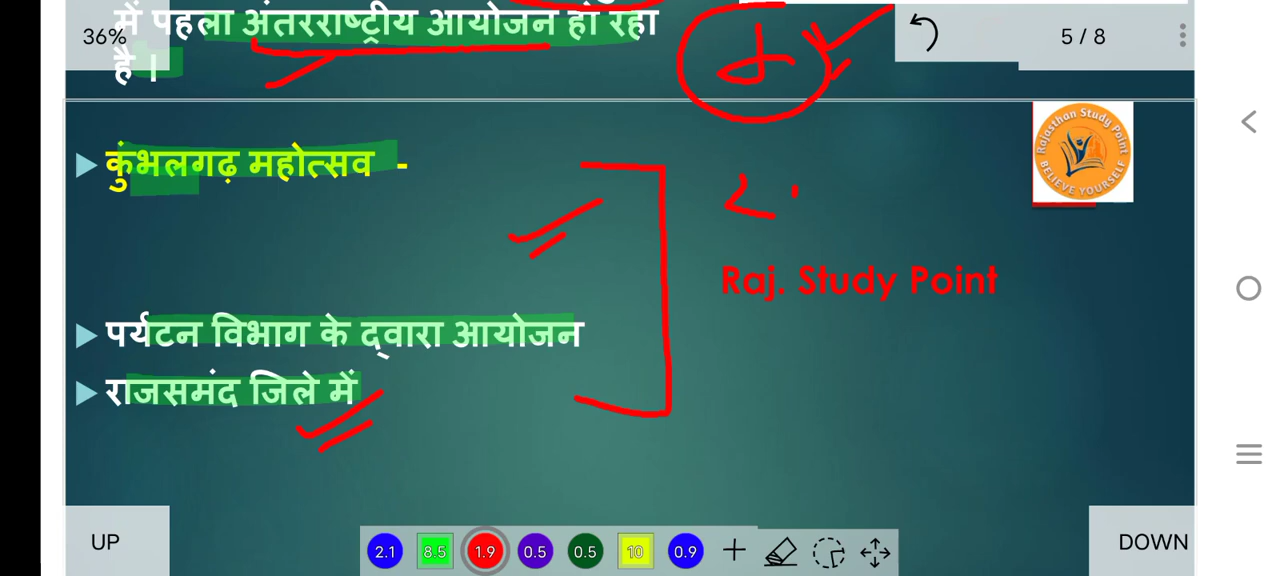 में पहला अंतरराष्ट्रीय आयोजन हो रहा
है ।
36%
5 / 8
Rajasthan Study Point
BELIEVE YOURSELF
कुंभलगढ़ महोत्सव -
Raj. Study Point
पर्यटन विभाग के द्वारा आयोजन
राजसमंद जिले में
UP
DOWN
2.1 8.5 1.9 0.5 0.5 10 0.9